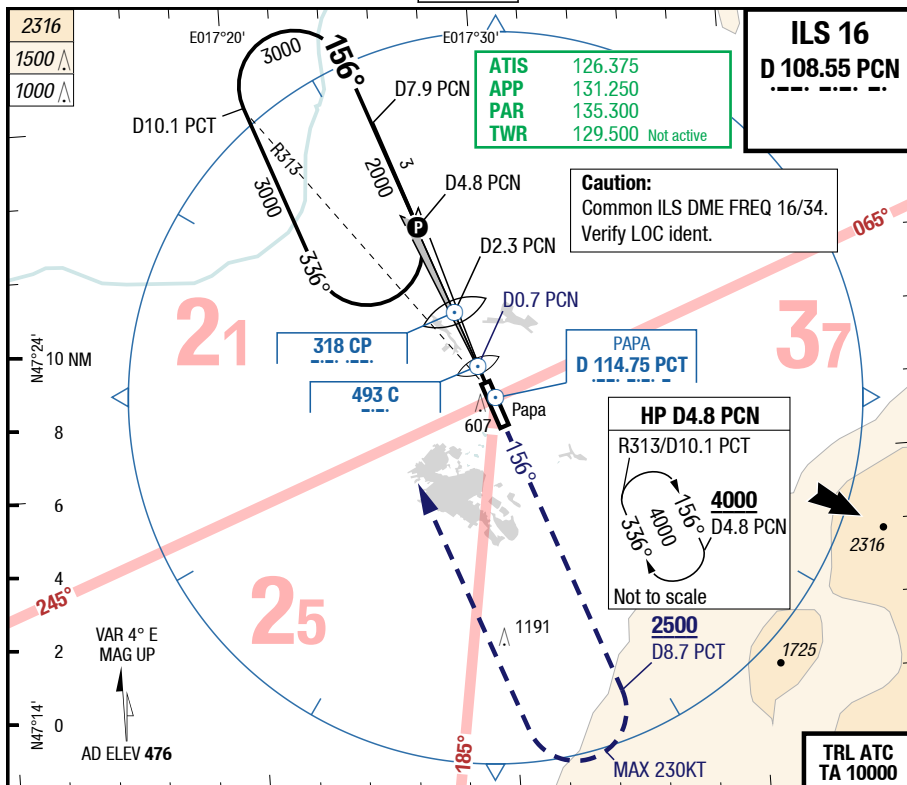 2316
1500
1000
E017°20'
E017°30'
3000
156°
D7.9 PCN
D10.1 PCT
R313
3
2000
3000
336°
D4.8 PCN
P
D2.3 PCN
D0.7 PCN
ATIS 126.375
APP 131.250
PAR 135.300
TWR 129.500 Not active
ILS 16
D 108.55 PCN
Caution:
Common ILS DME FREQ 16/34.
Verify LOC ident.
065°
21
37
318 CP
493 C
PAPA
D 114.75 PCT
Papa
607
N47°24'
10 NM
8
6
4
2
0
N47°14'
HP D4.8 PCN
R313/D10.1 PCT
156°
4000
336°
4000
D4.8 PCN
Not to scale
156°
2316
245°
25
1191
2500
D8.7 PCT
1725
VAR 4° E
MAG UP
AD ELEV 476
185°
MAX 230KT
TRL ATC
TA 10000